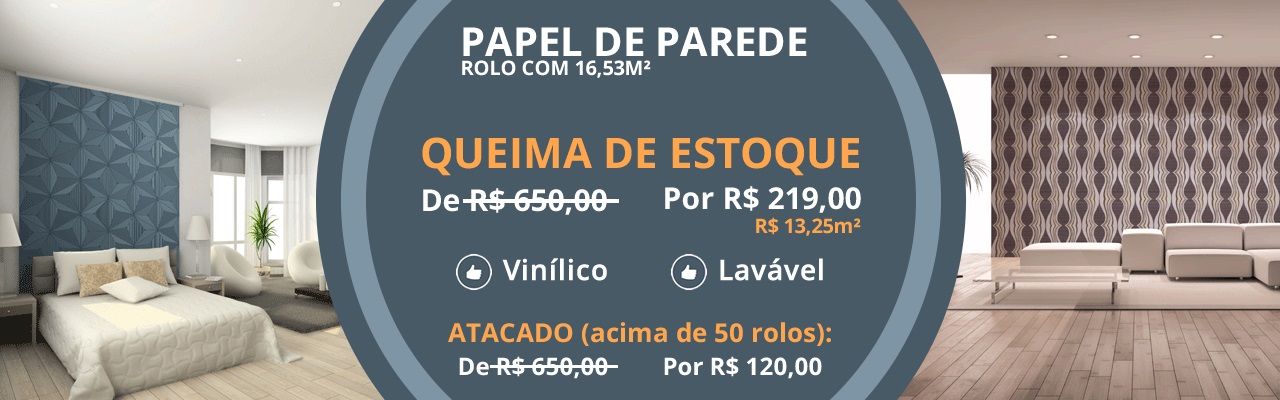 PAPEL DE PAREDE
ROLO COM 16,53M²
QUEIMA DE ESTOQUE
De R$ 650,00 Por R$ 219,00
R$ 13,25m²
Vinílico Lavável
ATACADO (acima de 50 rolos):
De R$ 650,00 Por R$ 120,00